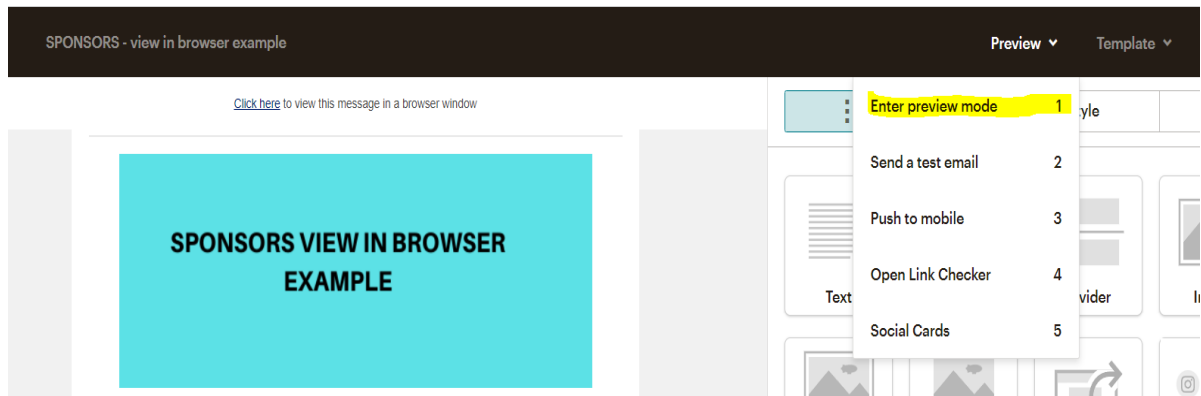 SPONSORS - view in browser example
Preview
Template
Click here to view this message in a browser window
SPONSORS VIEW IN BROWSER
EXAMPLE
Enter preview mode 1
Send a test email 2
Push to mobile 3
Open Link Checker 4
Social Cards 5
tyle
Text
vider